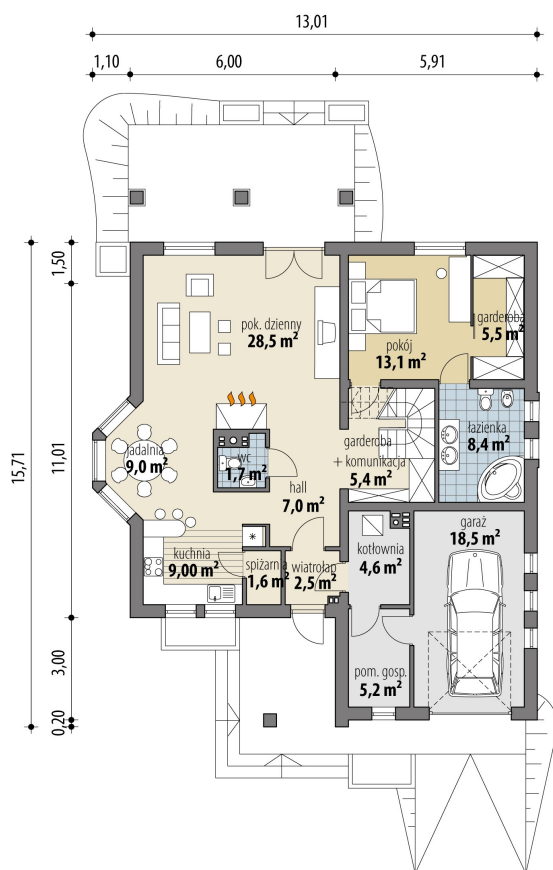 13,01
1,10
6,00
5,91
1,50
11,01
15,71
3,00
0,20
pok. dzienny
28,5 m²
garderoba
5,5 m²
pokój
13,1 m²
jadalnia
9,0 m²
wc
1,7 m²
garderoba
+ komunikacja
5,4 m²
łazienka
8,4 m²
hall
7,0 m²
kuchnia
9,00 m²
spiżarnia
1,6 m²
wiatrołap
2,5 m²
kotłownia
4,6 m²
garaż
18,5 m²
pom. gosp.
5,2 m²